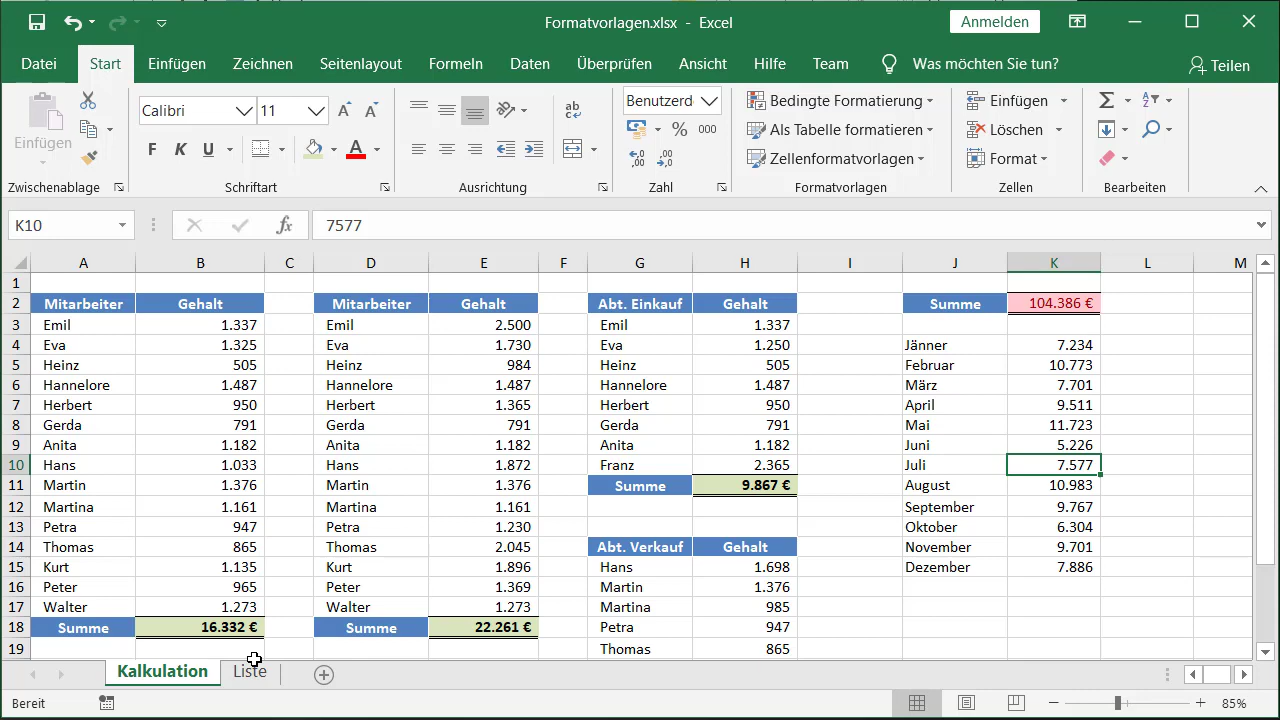 Formatvorlagen.xlsx - Excel
Anmelden
Datei Start Einfügen Zeichnen Seitenlayout Formeln Daten Überprüfen Ansicht Hilfe Team Was möchten Sie tun? Teilen
Einfügen
Zwischenablage
Calibri 11
F K U A
Schriftart
ab
Ausrichtung
Benutzerd
% 000
Zahl
Bedingte Formatierung
Als Tabelle formatieren
Zellenformatvorlagen
Formatvorlagen
Einfügen
Löschen
Format
Zellen
Bearbeiten
K10 fx 7577
A B C D E F G H I J K L M
1
2 Mitarbeiter Gehalt Mitarbeiter Gehalt Abt. Einkauf Gehalt Summe 104.386 €
3 Emil 1.337 Emil 2.500 Emil 1.337
4 Eva 1.325 Eva 1.730 Eva 1.250 Jänner 7.234
5 Heinz 505 Heinz 984 Heinz 505 Februar 10.773
6 Hannelore 1.487 Hannelore 1.487 Hannelore 1.487 März 7.701
7 Herbert 950 Herbert 1.365 Herbert 950 April 9.511
8 Gerda 791 Gerda 791 Gerda 791 Mai 11.723
9 Anita 1.182 Anita 1.182 Anita 1.182 Juni 5.226
10 Hans 1.033 Hans 1.872 Franz 2.365 Juli 7.577
11 Martin 1.376 Martin 1.376 Summe 9.867 € August 10.983
12 Martina 1.161 Martina 1.161 September 9.767
13 Petra 947 Petra 1.230 Oktober 6.304
14 Thomas 865 Thomas 2.045 Abt. Verkauf Gehalt November 9.701
15 Kurt 1.135 Kurt 1.896 Hans 1.698 Dezember 7.886
16 Peter 965 Peter 1.369 Martin 1.376
17 Walter 1.273 Walter 1.273 Martina 985
18 Summe 16.332 € Summe 22.261 € Petra 947
19 Thomas 865
Kalkulation Liste
Bereit 85%